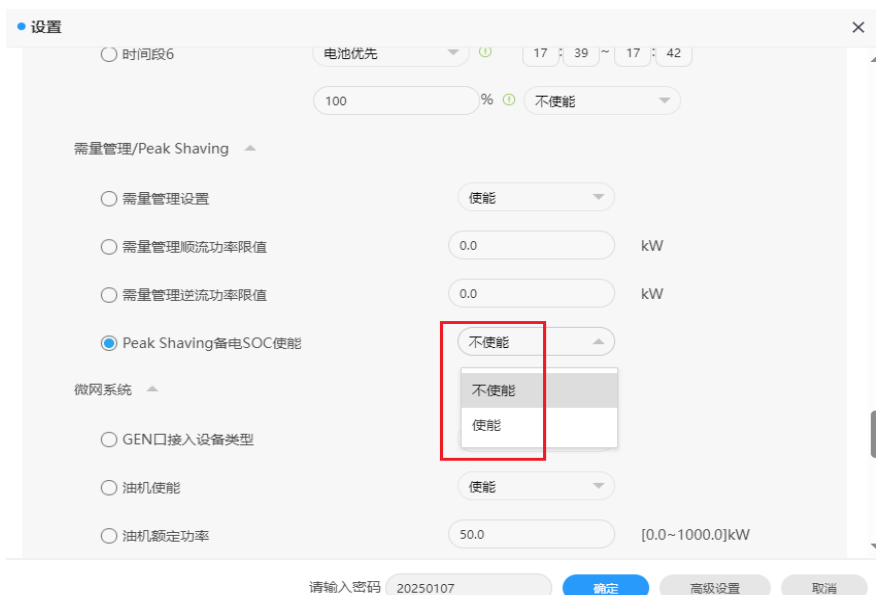 设置
时间段6 电池优先 17 : 39 ~ 17 : 42
100 % 不使能
需量管理/Peak Shaving
需量管理设置 使能
需量管理顺流功率限值 0.0 kW
需量管理逆流功率限值 0.0 kW
Peak Shaving备电SOC使能 不使能
微网系统 不使能
使能
GEN口接入设备类型
油机使能 使能
油机额定功率 50.0 [0.0~1000.0]kW
请输入密码 20250107 确定 高级设置 取消